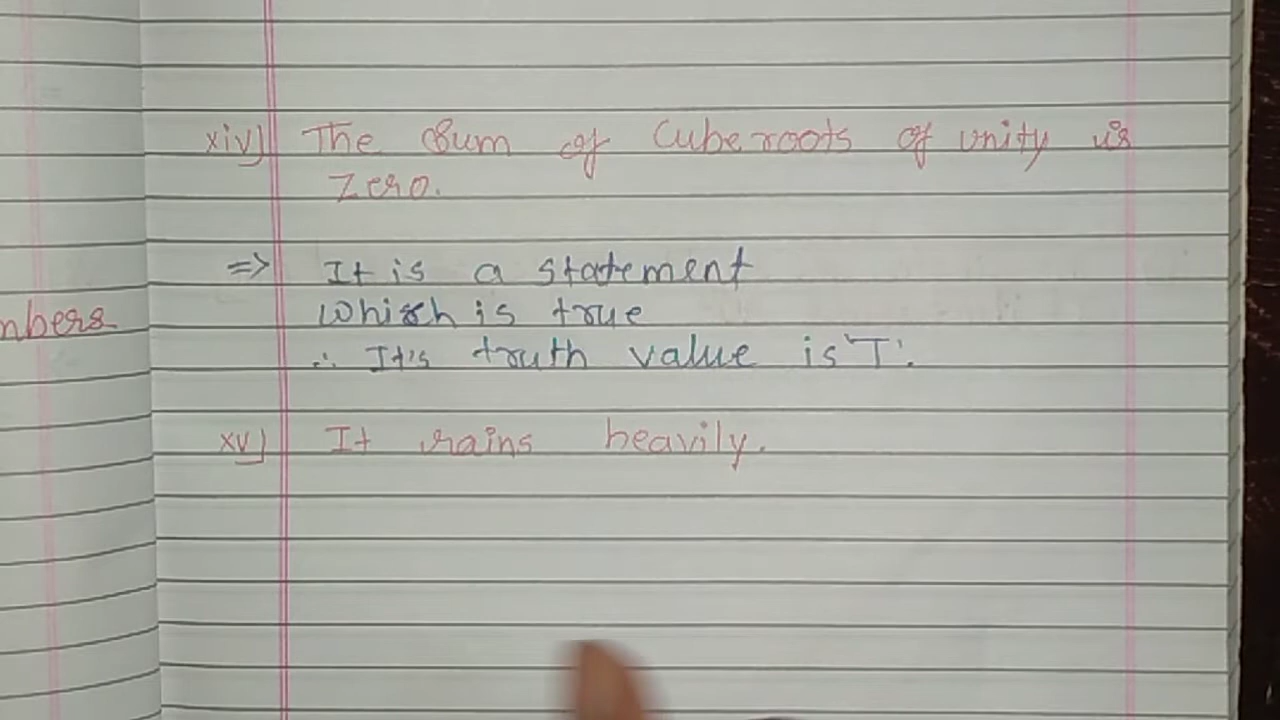 xiv) The Sum of Cube roots of unity is
Zero.
=> It is a statement
which is true
∴ It's truth value is 'T'.
nbers
xv) It rains heavily.